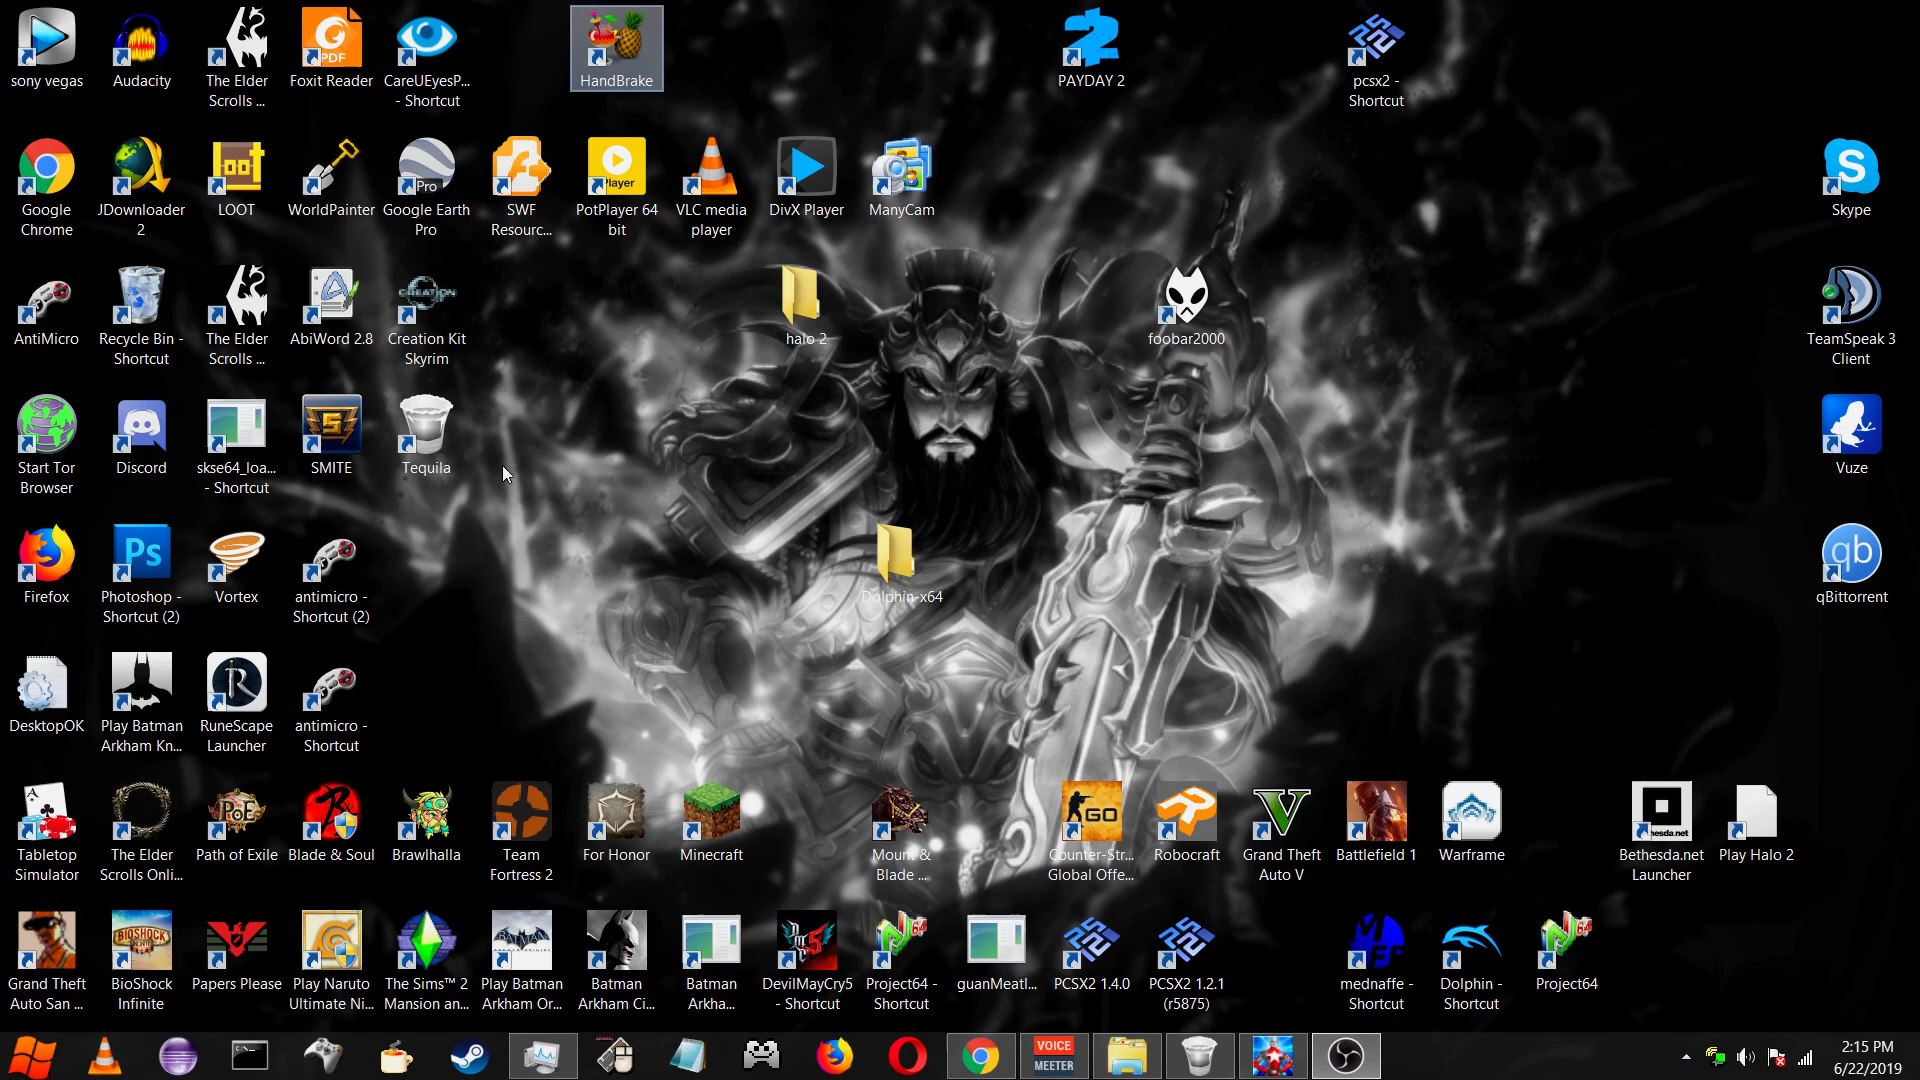 sony vegas
Audacity
The Elder
Scrolls ...
Foxit Reader
CareUEyesP...
- Shortcut
HandBrake
PAYDAY 2
pcsx2 -
Shortcut
Google
Chrome
JDownloader
2
LOOT
WorldPainter
Google Earth
Pro
SWF
Resourc...
PotPlayer 64
bit
VLC media
player
DivX Player
ManyCam
Skype
AntiMicro
Recycle Bin -
Shortcut
The Elder
Scrolls ...
AbiWord 2.8
Creation Kit
Skyrim
halo 2
foobar2000
TeamSpeak 3
Client
Start Tor
Browser
Discord
skse64_loa...
- Shortcut
SMITE
Tequila
Vuze
Firefox
Photoshop -
Shortcut (2)
Vortex
antimicro -
Shortcut (2)
Dolphin-x64
qBittorrent
DesktopOK
Play Batman
Arkham Kn...
RuneScape
Launcher
antimicro -
Shortcut
Tabletop
Simulator
The Elder
Scrolls Onli...
Path of Exile
Blade & Soul
Brawlhalla
Team
Fortress 2
For Honor
Minecraft
Mount &
Blade ...
Counter-Str...
Global Offe...
Robocraft
Grand Theft
Auto V
Battlefield 1
Warframe
Bethesda.net
Launcher
Play Halo 2
Grand Theft
Auto San ...
BioShock
Infinite
Papers Please
Play Naruto
Ultimate Ni...
The Sims™ 2
Mansion an...
Play Batman
Arkham Or...
Batman
Arkham Ci...
Batman
Arkha...
DevilMayCry5
- Shortcut
Project64 -
Shortcut
guanMeatl...
PCSX2 1.4.0
PCSX2 1.2.1
(r5875)
mednaffe -
Shortcut
Dolphin -
Shortcut
Project64
VOICE
MEETER
2:15 PM
6/22/2019